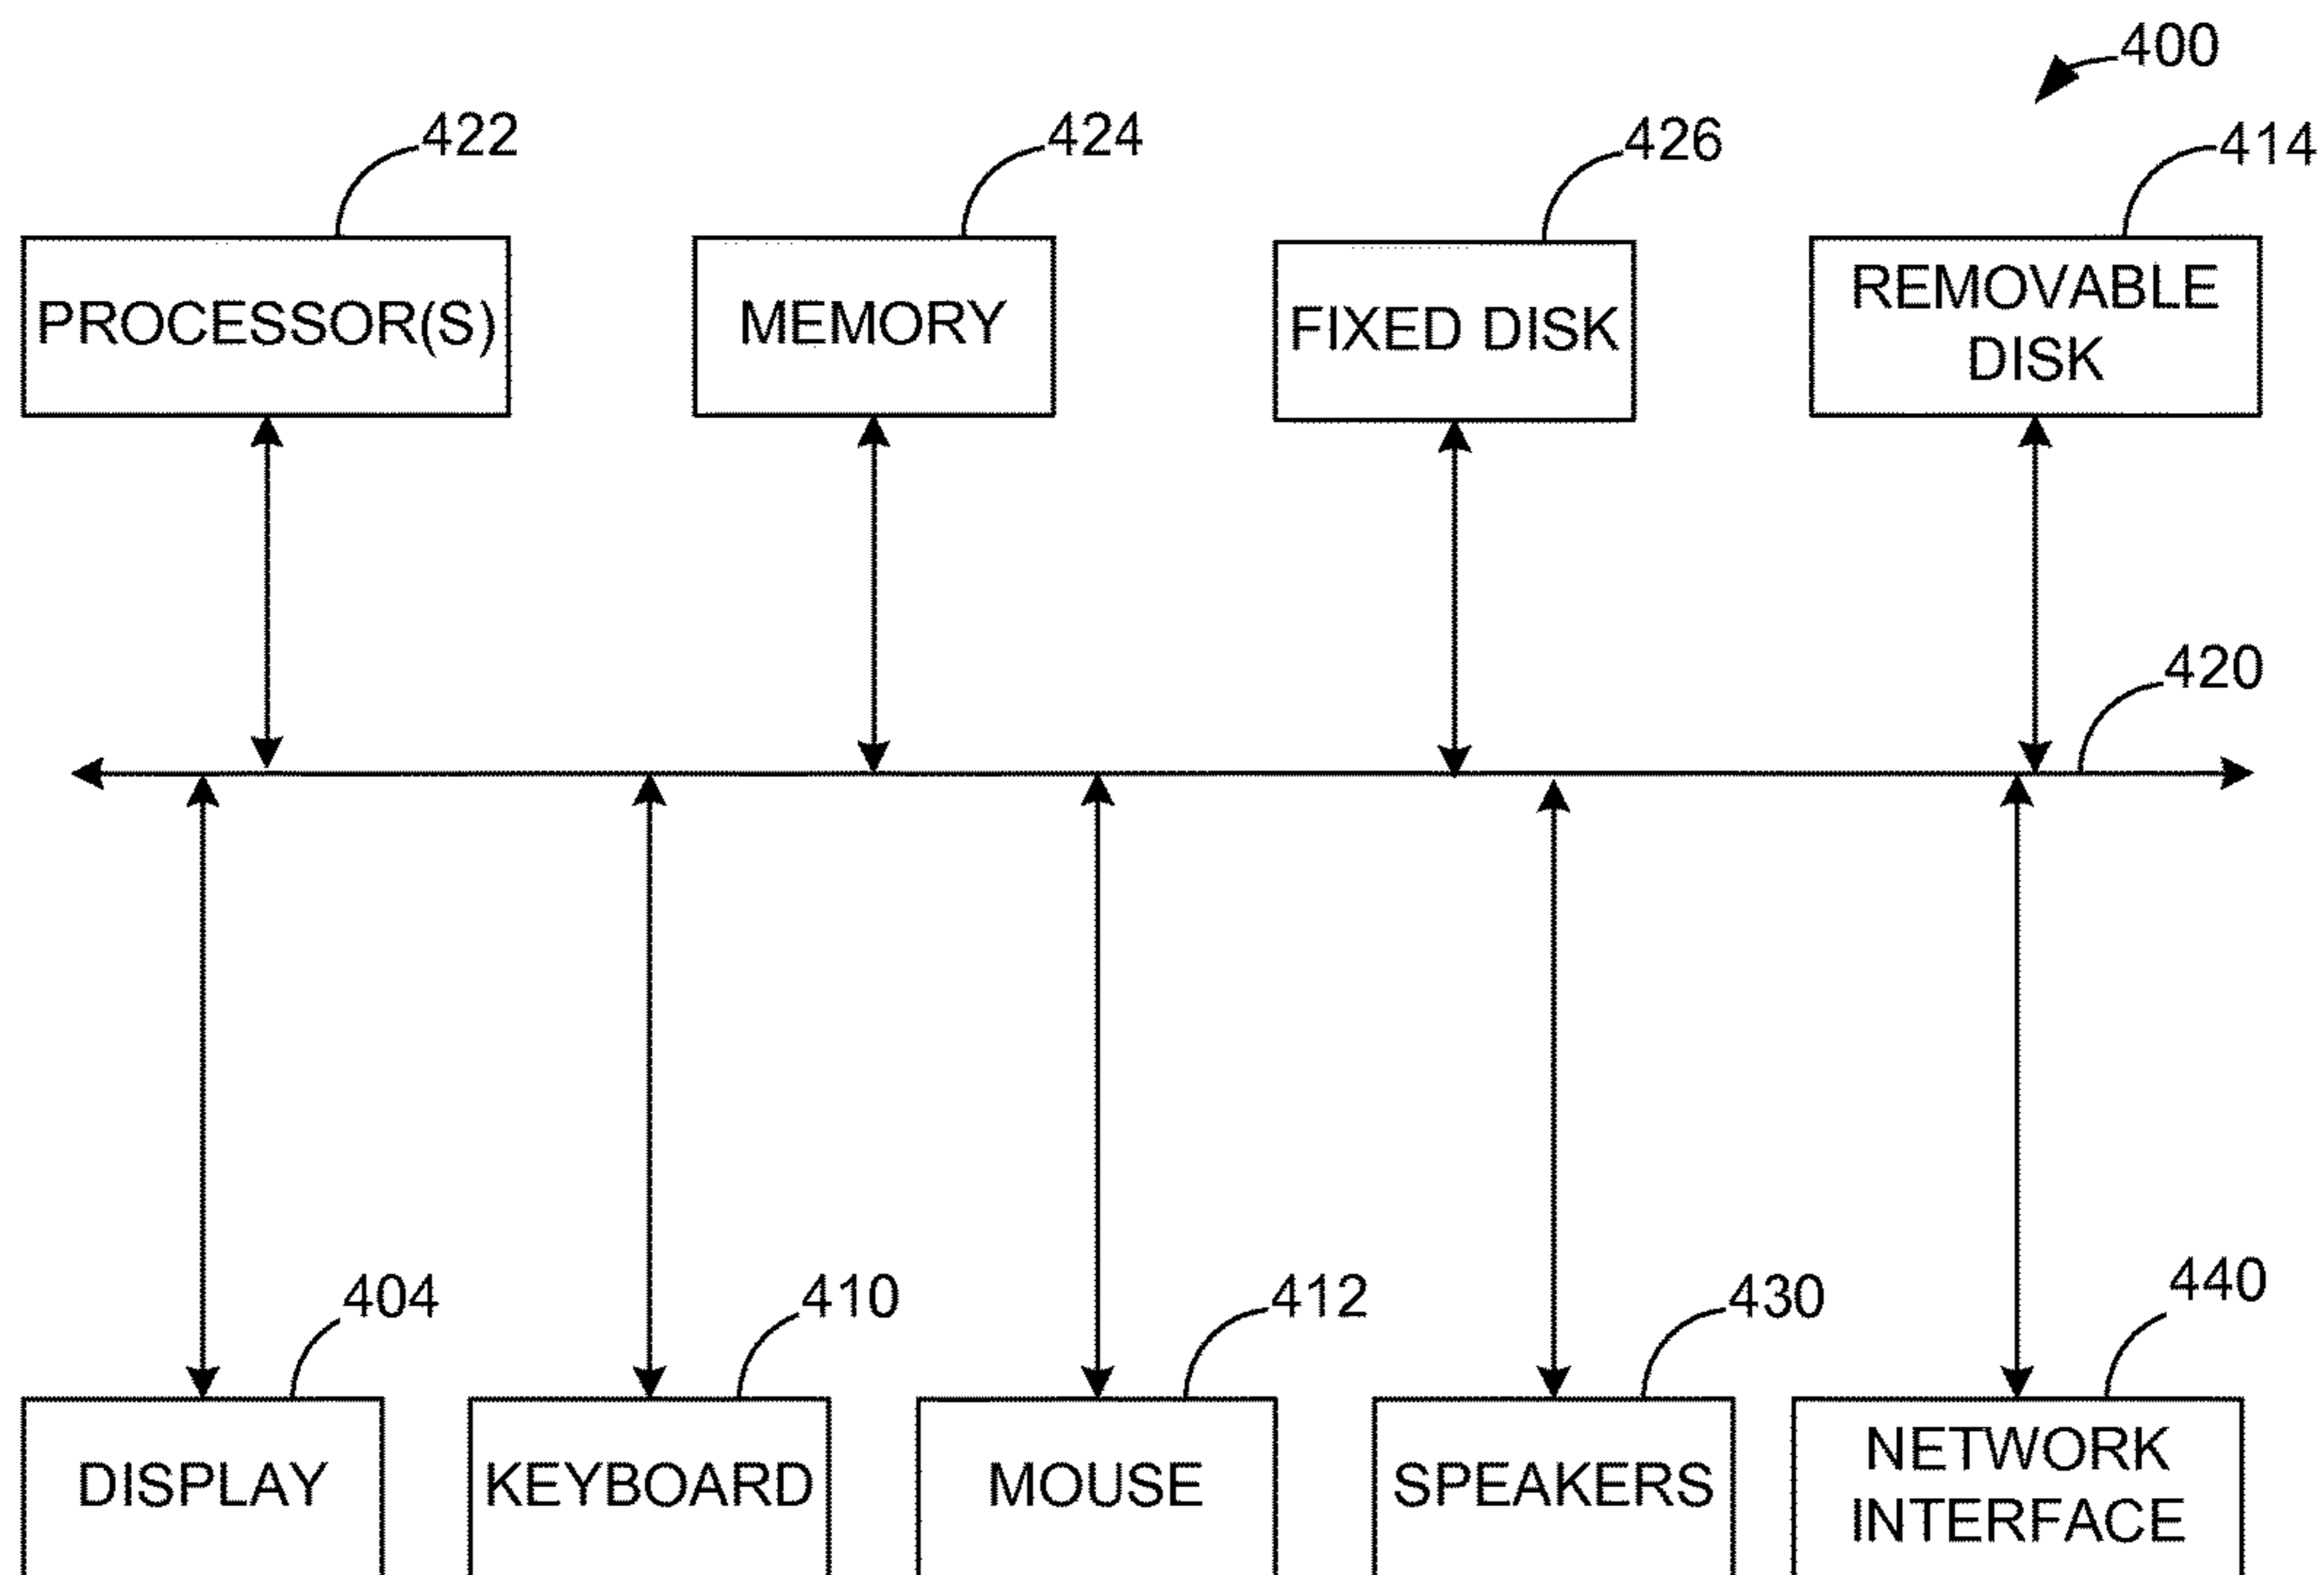 400
422
424
426
414
PROCESSOR(S)
MEMORY
FIXED DISK
REMOVABLE
DISK
420
404
410
412
430
440
DISPLAY
KEYBOARD
MOUSE
SPEAKERS
NETWORK
INTERFACE